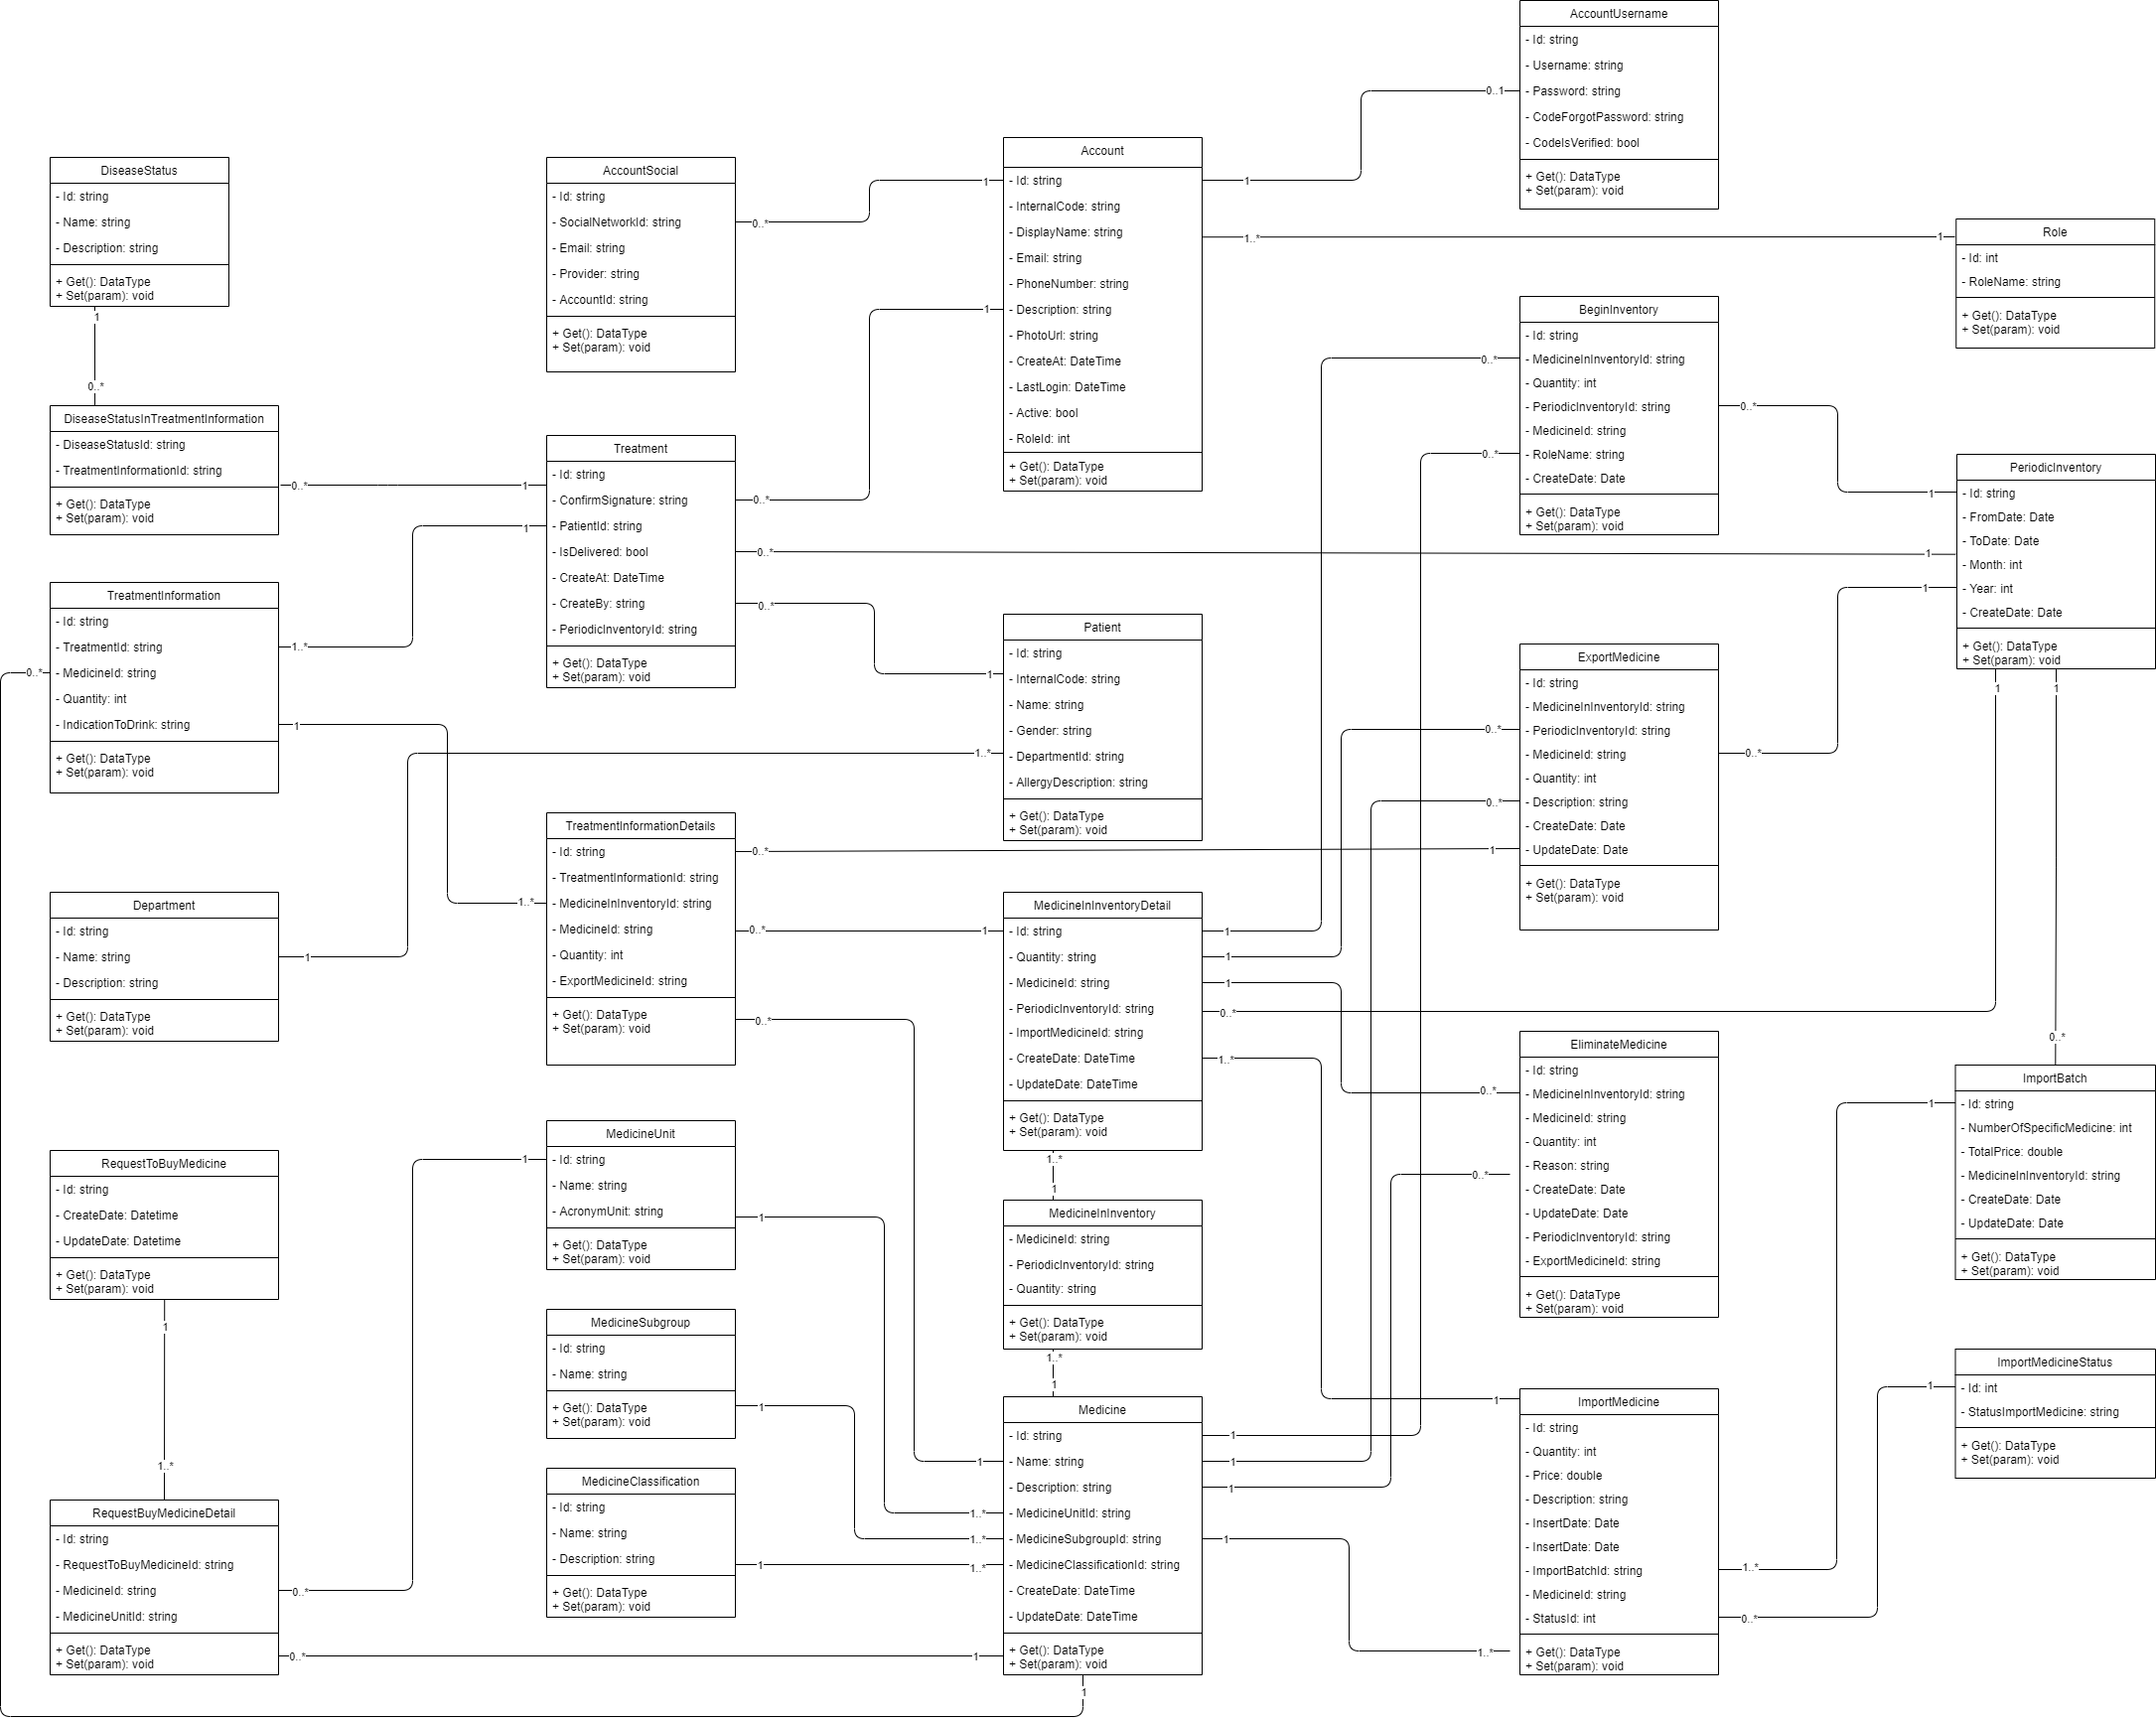 AccountUsername
- Id: string
- Username: string
- Password: string
- CodeForgotPassword: string
- CodeIsVerified: bool
+ Get(): DataType
+ Set(param): void
0..1
1
Account
- Id: string
- InternalCode: string
- DisplayName: string
- Email: string
- PhoneNumber: string
- Description: string
- PhotoUrl: string
- CreateAt: DateTime
- LastLogin: DateTime
- Active: bool
- RoleId: int
+ Get(): DataType
+ Set(param): void
1
1
1..*
1
DiseaseStatus
- Id: string
- Name: string
- Description: string
+ Get(): DataType
+ Set(param): void
1
0..*
AccountSocial
- Id: string
- SocialNetworkId: string
- Email: string
- Provider: string
- AccountId: string
+ Get(): DataType
+ Set(param): void
0..*
Role
- Id: int
- RoleName: string
+ Get(): DataType
+ Set(param): void
BeginInventory
- Id: string
- MedicineInInventoryId: string
- Quantity: int
- PeriodicInventoryId: string
- MedicineId: string
- RoleName: string
- CreateDate: Date
+ Get(): DataType
+ Set(param): void
0..*
0..*
0..*
1
DiseaseStatusInTreatmentInformation
- DiseaseStatusId: string
- TreatmentInformationId: string
+ Get(): DataType
+ Set(param): void
0..*
1
Treatment
- Id: string
- ConfirmSignature: string
- PatientId: string
- IsDelivered: bool
- CreateAt: DateTime
- CreateBy: string
- PeriodicInventoryId: string
+ Get(): DataType
+ Set(param): void
1
0..*
0..*
1
0..*
1
PeriodicInventory
- Id: string
- FromDate: Date
- ToDate: Date
- Month: int
- Year: int
- CreateDate: Date
+ Get(): DataType
+ Set(param): void
1
1
1
TreatmentInformation
- Id: string
- TreatmentId: string
- MedicineId: string
- Quantity: int
- IndicationToDrink: string
+ Get(): DataType
+ Set(param): void
0..*
1..*
1
Patient
- Id: string
- InternalCode: string
- Name: string
- Gender: string
- DepartmentId: string
- AllergyDescription: string
+ Get(): DataType
+ Set(param): void
1..*
ExportMedicine
- Id: string
- MedicineInInventoryId: string
- PeriodicInventoryId: string
- MedicineId: string
- Quantity: int
- Description: string
- CreateDate: Date
- UpdateDate: Date
+ Get(): DataType
+ Set(param): void
0..*
0..*
0..*
1
TreatmentInformationDetails
- Id: string
- TreatmentInformationId: string
- MedicineInInventoryId: string
- MedicineId: string
- Quantity: int
- ExportMedicineId: string
+ Get(): DataType
+ Set(param): void
0..*
1..*
0..*
0..*
1
Department
- Id: string
- Name: string
- Description: string
+ Get(): DataType
+ Set(param): void
1
MedicineInInventoryDetail
- Id: string
- Quantity: string
- MedicineId: string
- PeriodicInventoryId: string
- ImportMedicineId: string
- CreateDate: DateTime
- UpdateDate: DateTime
+ Get(): DataType
+ Set(param): void
1
1
1
0..*
1..*
1..*
1
EliminateMedicine
- Id: string
- MedicineInInventoryId: string
- MedicineId: string
- Quantity: int
- Reason: string
- CreateDate: Date
- UpdateDate: Date
- PeriodicInventoryId: string
- ExportMedicineId: string
+ Get(): DataType
+ Set(param): void
0..*
0..*
0..*
ImportBatch
- Id: string
- NumberOfSpecificMedicine: int
- TotalPrice: double
- MedicineInInventoryId: string
- CreateDate: Date
- UpdateDate: Date
+ Get(): DataType
+ Set(param): void
1
MedicineUnit
- Id: string
- Name: string
- AcronymUnit: string
+ Get(): DataType
+ Set(param): void
1
1
RequestToBuyMedicine
- Id: string
- CreateDate: Datetime
- UpdateDate: Datetime
+ Get(): DataType
+ Set(param): void
1
1..*
MedicineInInventory
- MedicineId: string
- PeriodicInventoryId: string
- Quantity: string
+ Get(): DataType
+ Set(param): void
1..*
1
MedicineSubgroup
- Id: string
- Name: string
+ Get(): DataType
+ Set(param): void
1
ImportMedicineStatus
- Id: int
- StatusImportMedicine: string
+ Get(): DataType
+ Set(param): void
1
Medicine
- Id: string
- Name: string
- Description: string
- MedicineUnitId: string
- MedicineSubgroupId: string
- MedicineClassificationId: string
- CreateDate: DateTime
- UpdateDate: DateTime
+ Get(): DataType
+ Set(param): void
1
1..*
1..*
1..*
1
1
1
1
1
1
ImportMedicine
- Id: string
- Quantity: int
- Price: double
- Description: string
- InsertDate: Date
- InsertDate: Date
- ImportBatchId: string
- MedicineId: string
- StatusId: int
+ Get(): DataType
+ Set(param): void
1
1..*
0..*
1..*
MedicineClassification
- Id: string
- Name: string
- Description: string
+ Get(): DataType
+ Set(param): void
1
RequestBuyMedicineDetail
- Id: string
- RequestToBuyMedicineId: string
- MedicineId: string
- MedicineUnitId: string
+ Get(): DataType
+ Set(param): void
0..*
0..*